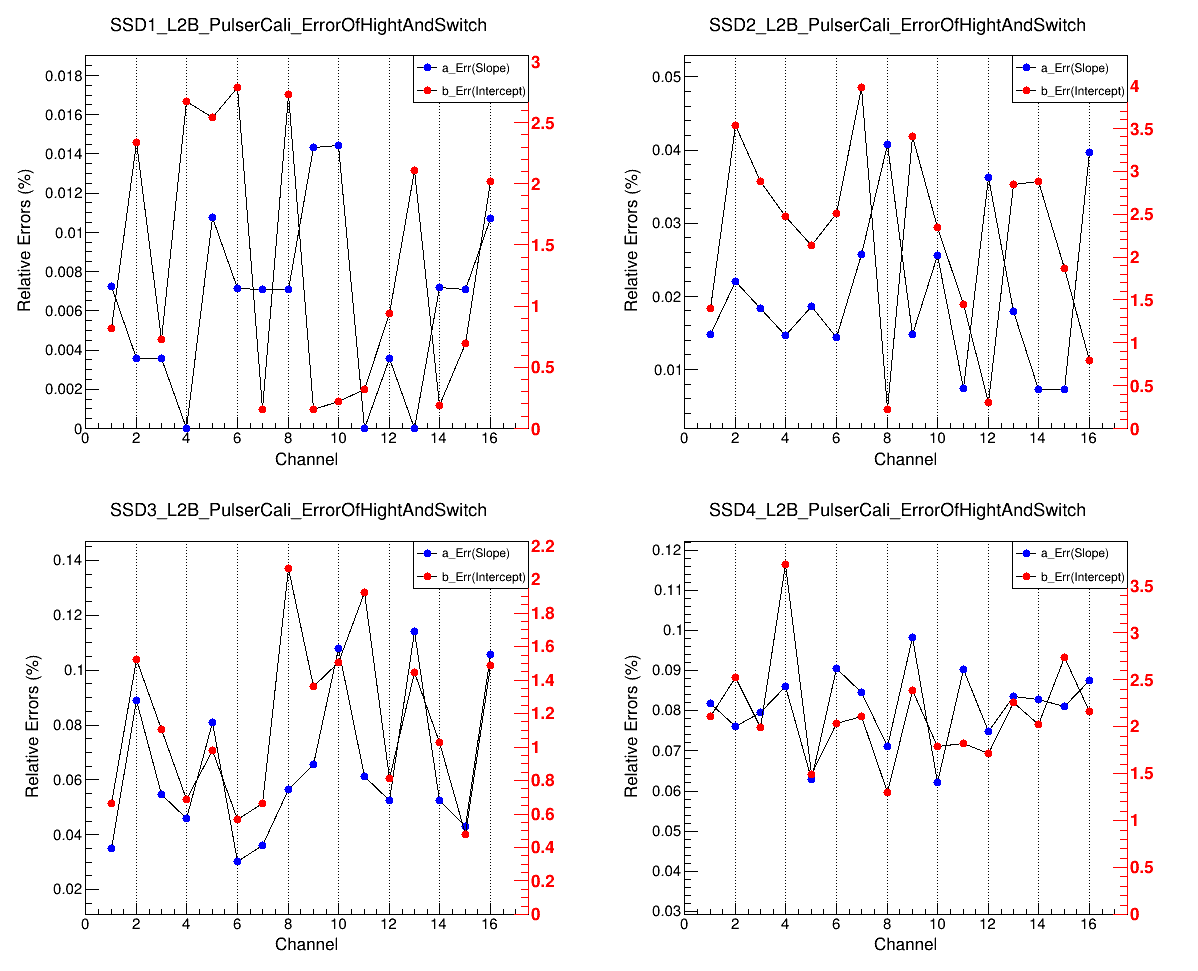 SSD1_L2B_PulserCali_ErrorOfHightAndSwitch
a_Err(Slope)
b_Err(Intercept)
Relative Errors (%)
0.018
0.016
0.014
0.012
0.01
0.008
0.006
0.004
0.002
0
3
2.5
2
1.5
1
0.5
0
0 2 4 6 8 10 12 14 16
Channel
SSD2_L2B_PulserCali_ErrorOfHightAndSwitch
a_Err(Slope)
b_Err(Intercept)
Relative Errors (%)
0.05
0.04
0.03
0.02
0.01
4
3.5
3
2.5
2
1.5
1
0.5
0
0 2 4 6 8 10 12 14 16
Channel
SSD3_L2B_PulserCali_ErrorOfHightAndSwitch
a_Err(Slope)
b_Err(Intercept)
Relative Errors (%)
0.14
0.12
0.1
0.08
0.06
0.04
0.02
2.2
2
1.8
1.6
1.4
1.2
1
0.8
0.6
0.4
0.2
0
0 2 4 6 8 10 12 14 16
Channel
SSD4_L2B_PulserCali_ErrorOfHightAndSwitch
a_Err(Slope)
b_Err(Intercept)
Relative Errors (%)
0.12
0.11
0.1
0.09
0.08
0.07
0.06
0.05
0.04
0.03
3.5
3
2.5
2
1.5
1
0.5
0
0 2 4 6 8 10 12 14 16
Channel